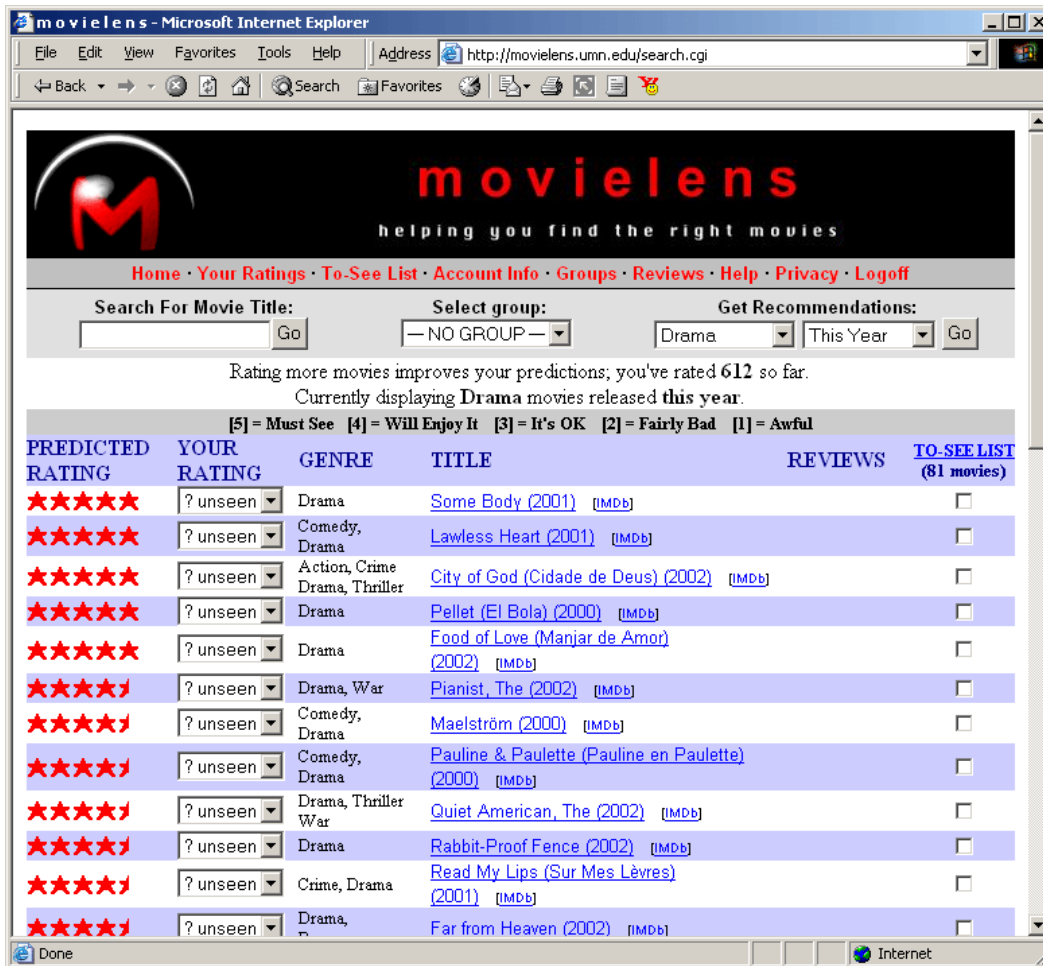 m o v i e l e n s - Microsoft Internet Explorer
File Edit View Favorites Tools Help Address http://movielens.umn.edu/search.cgi
Back Search Favorites
M movielens
helping you find the right movies
Home · Your Ratings · To-See List · Account Info · Groups · Reviews · Help · Privacy · Logoff
Search For Movie Title: Select group: Get Recommendations:
Go — NO GROUP — Drama This Year Go
Rating more movies improves your predictions; you've rated 612 so far.
Currently displaying Drama movies released this year.
[5] = Must See [4] = Will Enjoy It [3] = It's OK [2] = Fairly Bad [1] = Awful
PREDICTED YOUR GENRE TITLE REVIEWS TO-SEE LIST
RATING RATING (81 movies)
? unseen Drama Some Body (2001) [IMDb]
? unseen Comedy, Lawless Heart (2001) [IMDb]
Drama
? unseen Action, Crime City of God (Cidade de Deus) (2002) [IMDb]
Drama, Thriller
? unseen Drama Pellet (El Bola) (2000) [IMDb]
? unseen Drama Food of Love (Manjar de Amor)
(2002) [IMDb]
? unseen Drama, War Pianist, The (2002) [IMDb]
? unseen Comedy, Maelström (2000) [IMDb]
Drama
? unseen Comedy, Pauline & Paulette (Pauline en Paulette)
Drama (2000) [IMDb]
? unseen Drama, Thriller Quiet American, The (2002) [IMDb]
War
? unseen Drama Rabbit-Proof Fence (2002) [IMDb]
? unseen Crime, Drama Read My Lips (Sur Mes Lèvres)
(2001) [IMDb]
? unseen Drama, Far from Heaven (2002) [IMDb]
Done Internet